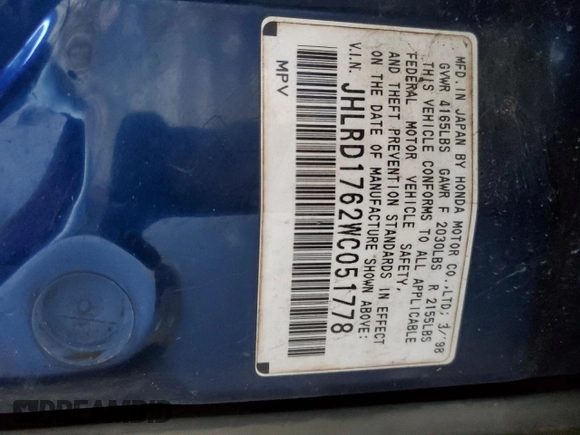 MFD. IN JAPAN BY HONDA MOTOR CO.,LTD; 3/'98
GVWR 4165LBS GAWR F 2030LBS R 2155LBS
THIS VEHICLE CONFORMS TO ALL APPLICABLE
FEDERAL MOTOR VEHICLE SAFETY,
AND THEFT PREVENTION STANDARDS IN EFFECT
ON THE DATE OF MANUFACTURE SHOWN ABOVE:
V.I.N. JHLRD1762WC051778
MPV
DREAMBID